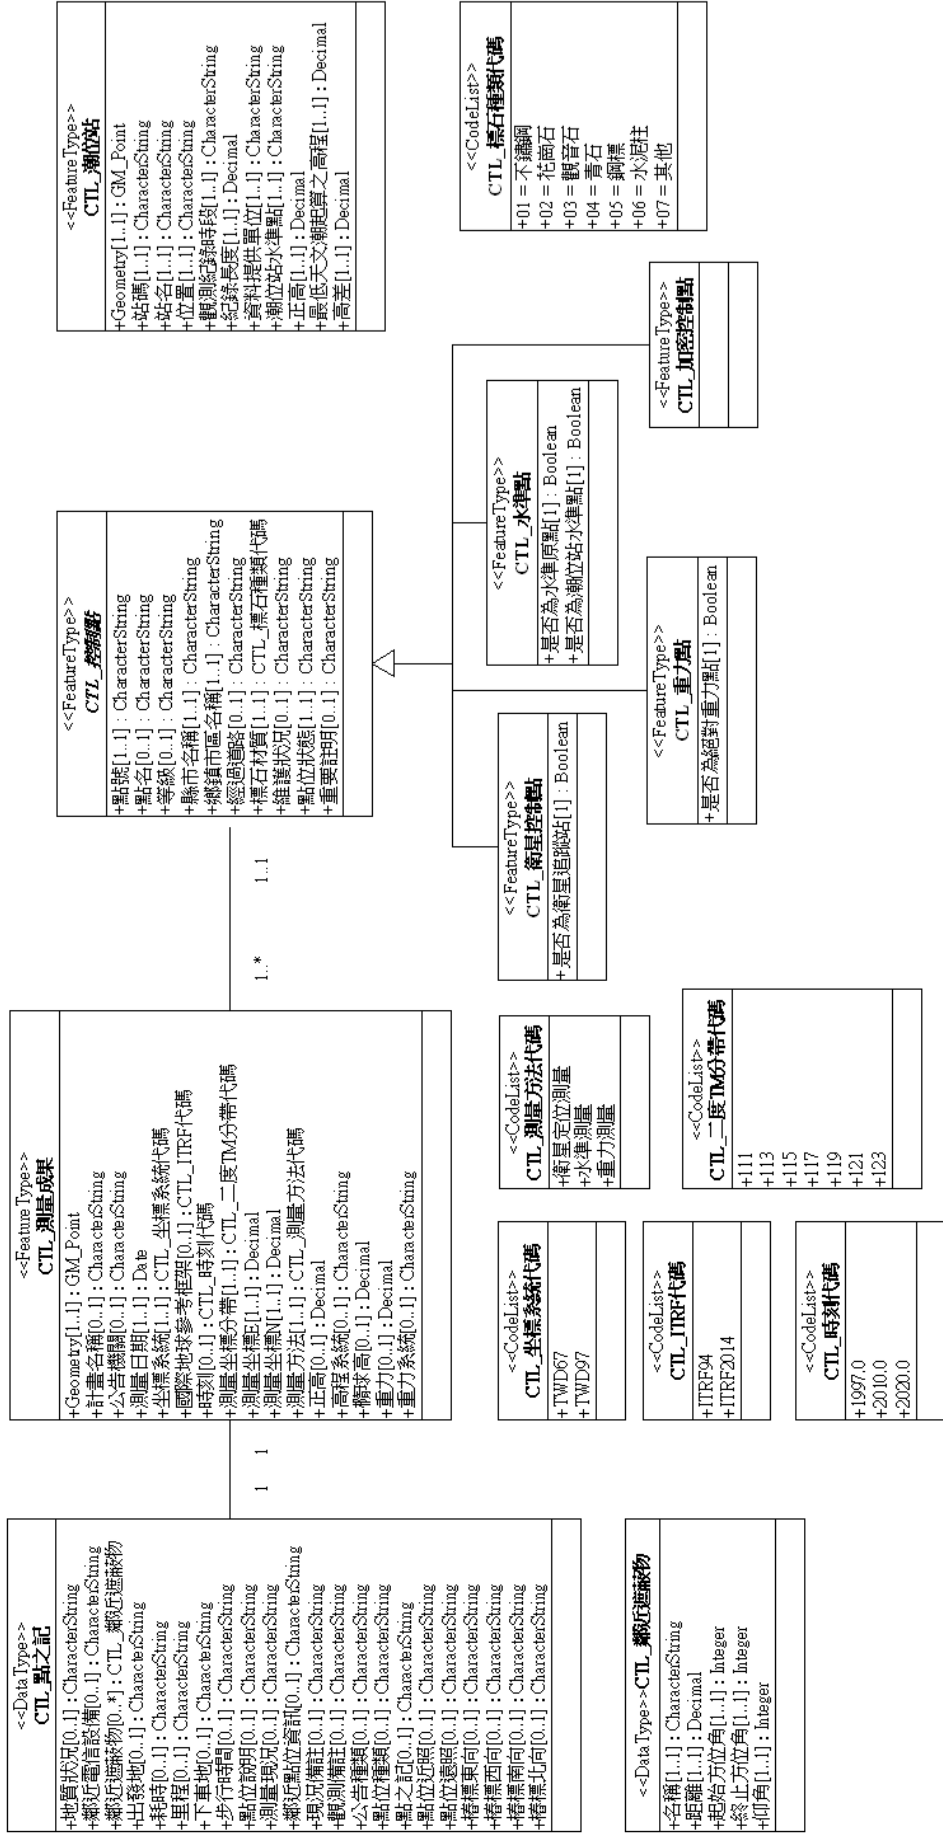 <<DataType>>
CTL_點之記
+地質狀況[0..1] : CharacterString
+鄰近電信設備[0..1] : CharacterString
+鄰近遮蔽物[0..*] : CTL_鄰近遮蔽物
+出發地[0..1] : CharacterString
+耗時[0..1] : CharacterString
+里程[0..1] : CharacterString
+下車地[0..1] : CharacterString
+步行時間[0..1] : CharacterString
+點位說明[0..1] : CharacterString
+測量現況[0..1] : CharacterString
+鄰近點位資訊[0..1] : CharacterString
+現況備註[0..1] : CharacterString
+觀測備註[0..1] : CharacterString
+公告種類[0..1] : CharacterString
+點位種類[0..1] : CharacterString
+點之記[0..1] : CharacterString
+點位近照[0..1] : CharacterString
+點位遠照[0..1] : CharacterString
+樁標東向[0..1] : CharacterString
+樁標西向[0..1] : CharacterString
+樁標南向[0..1] : CharacterString
+樁標北向[0..1] : CharacterString
<<DataType>>CTL_鄰近遮蔽物
+名稱[1..1] : CharacterString
+距離[1..1] : Decimal
+起始方位角[1..1] : Integer
+終止方位角[1..1] : Integer
+仰角[1..1] : Integer
1 1
<<FeatureType>>
CTL_測量成果
+Geometry[1..1] : GM_Point
+計畫名稱[0..1] : CharacterString
+公告機關[0..1] : CharacterString
+測量日期[1..1] : Date
+坐標系統[1..1] : CTL_坐標系統代碼
+國際地球參考框架[0..1] : CTL_ITRF代碼
+時刻[0..1] : CTL_時刻代碼
+測量坐標分帶[1..1] : CTL_二度TM分帶代碼
+測量坐標E[1..1] : Decimal
+測量坐標N[1..1] : Decimal
+測量方法[1..1] : CTL_測量方法代碼
+正高[0..1] : Decimal
+高程系統[0..1] : CharacterString
+橢球高[0..1] : Decimal
+重力[0..1] : Decimal
+重力系統[0..1] : CharacterString
<<CodeList>>
CTL_坐標系統代碼
+TWD67
+TWD97
<<CodeList>>
CTL_測量方法代碼
+衛星定位測量
+水準測量
+重力測量
<<CodeList>>
CTL_ITRF代碼
+ITRF94
+ITRF2014
<<CodeList>>
CTL_二度TM分帶代碼
+111
+113
+115
+117
+119
+121
+123
<<CodeList>>
CTL_時刻代碼
+1997.0
+2010.0
+2020.0
1..* 1..1
<<FeatureType>>
CTL_控制點
+點號[1..1] : CharacterString
+點名[0..1] : CharacterString
+等級[0..1] : CharacterString
+縣市名稱[1..1] : CharacterString
+鄉鎮市區名稱[1..1] : CharacterString
+經過道路[0..1] : CharacterString
+標石材質[1..1] : CTL_標石種類代碼
+維護狀況[0..1] : CharacterString
+點位狀態[1..1] : CharacterString
+重要註明[0..1] : CharacterString
<<FeatureType>>
CTL_衛星控制點
+是否為衛星追蹤站[1] : Boolean
<<FeatureType>>
CTL_水準點
+是否為水準原點[1] : Boolean
+是否為潮位站水準點[1] : Boolean
<<FeatureType>>
CTL_重力點
+是否為絕對重力點[1] : Boolean
<<FeatureType>>
CTL_加密控制點
<<FeatureType>>
CTL_潮位站
+Geometry[1..1] : GM_Point
+站碼[1..1] : CharacterString
+站名[1..1] : CharacterString
+位置[1..1] : CharacterString
+觀測紀錄時段[1..1] : CharacterString
+紀錄長度[1..1] : Decimal
+資料提供單位[1..1] : CharacterString
+潮位站水準點[1..1] : CharacterString
+正高[1..1] : Decimal
+最低天文潮起算之高程[1..1] : Decimal
+高差[1..1] : Decimal
<<CodeList>>
CTL_標石種類代碼
+01 = 不鏽鋼
+02 = 花崗石
+03 = 觀音石
+04 = 青石
+05 = 鋼標
+06 = 水泥柱
+07 = 其他